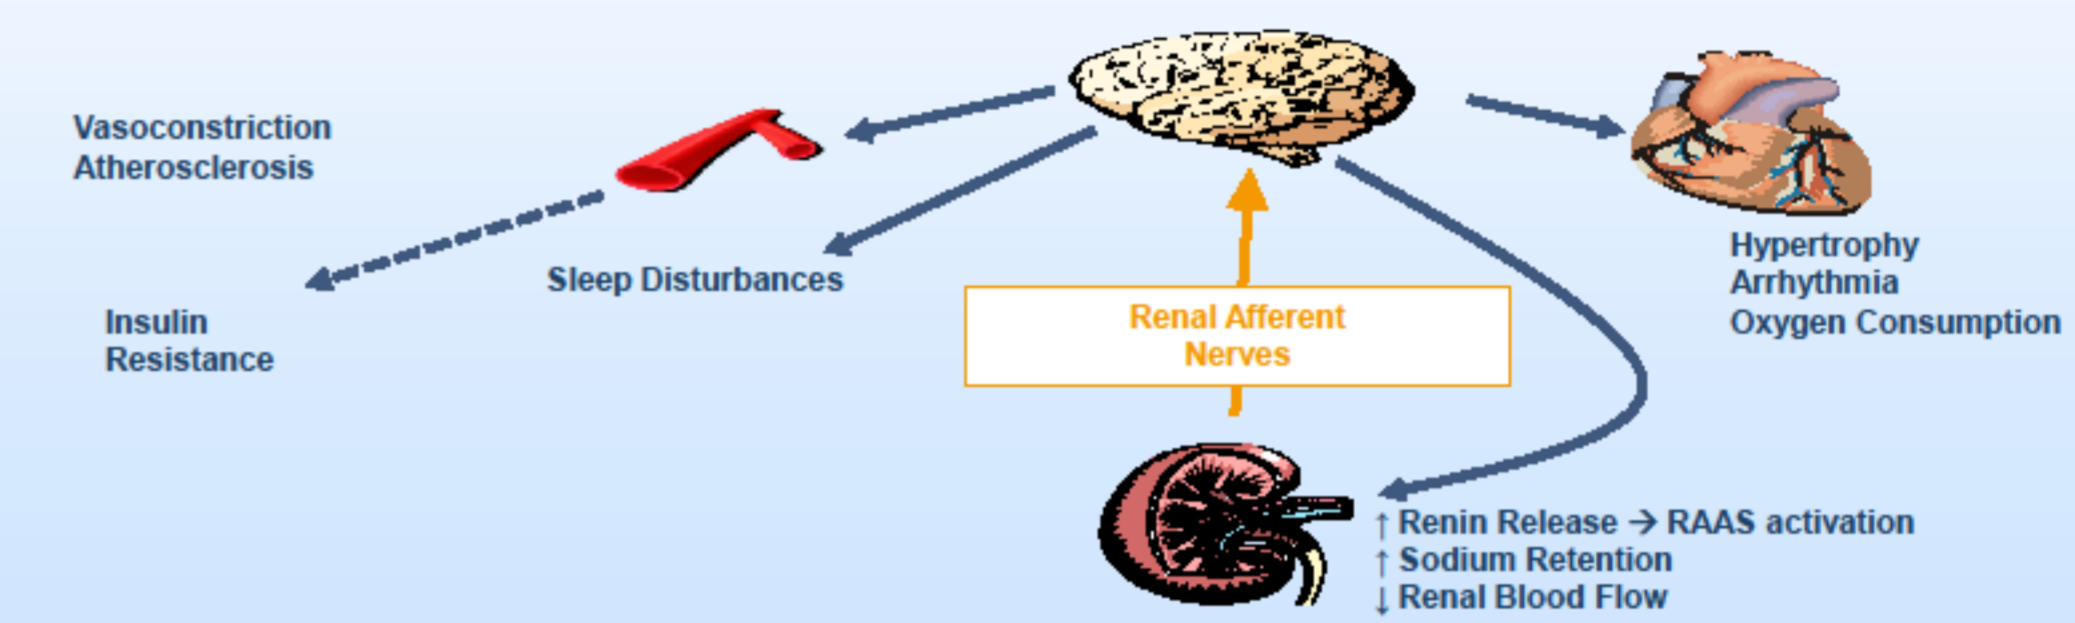 Vasoconstriction
Atherosclerosis
Insulin
Resistance
Sleep Disturbances
Renal Afferent
Nerves
Hypertrophy
Arrhythmia
Oxygen Consumption
↑ Renin Release → RAAS activation
↑ Sodium Retention
↓ Renal Blood Flow